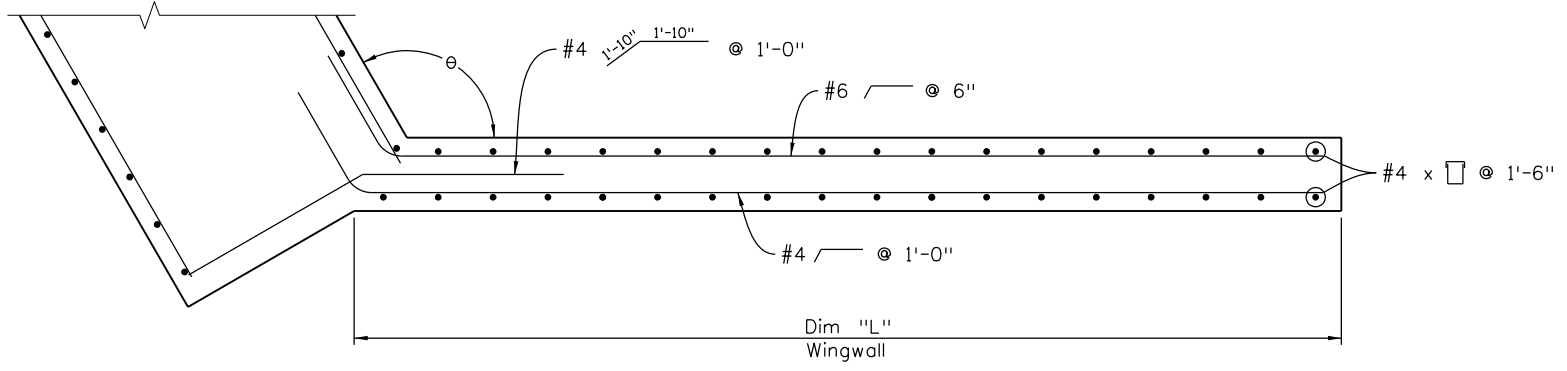 #4 1'-10" 1'-10" @ 1'-0"
θ
#6 @ 6"
#4 x @ 1'-6"
#4 @ 1'-0"
Dim "L"
Wingwall